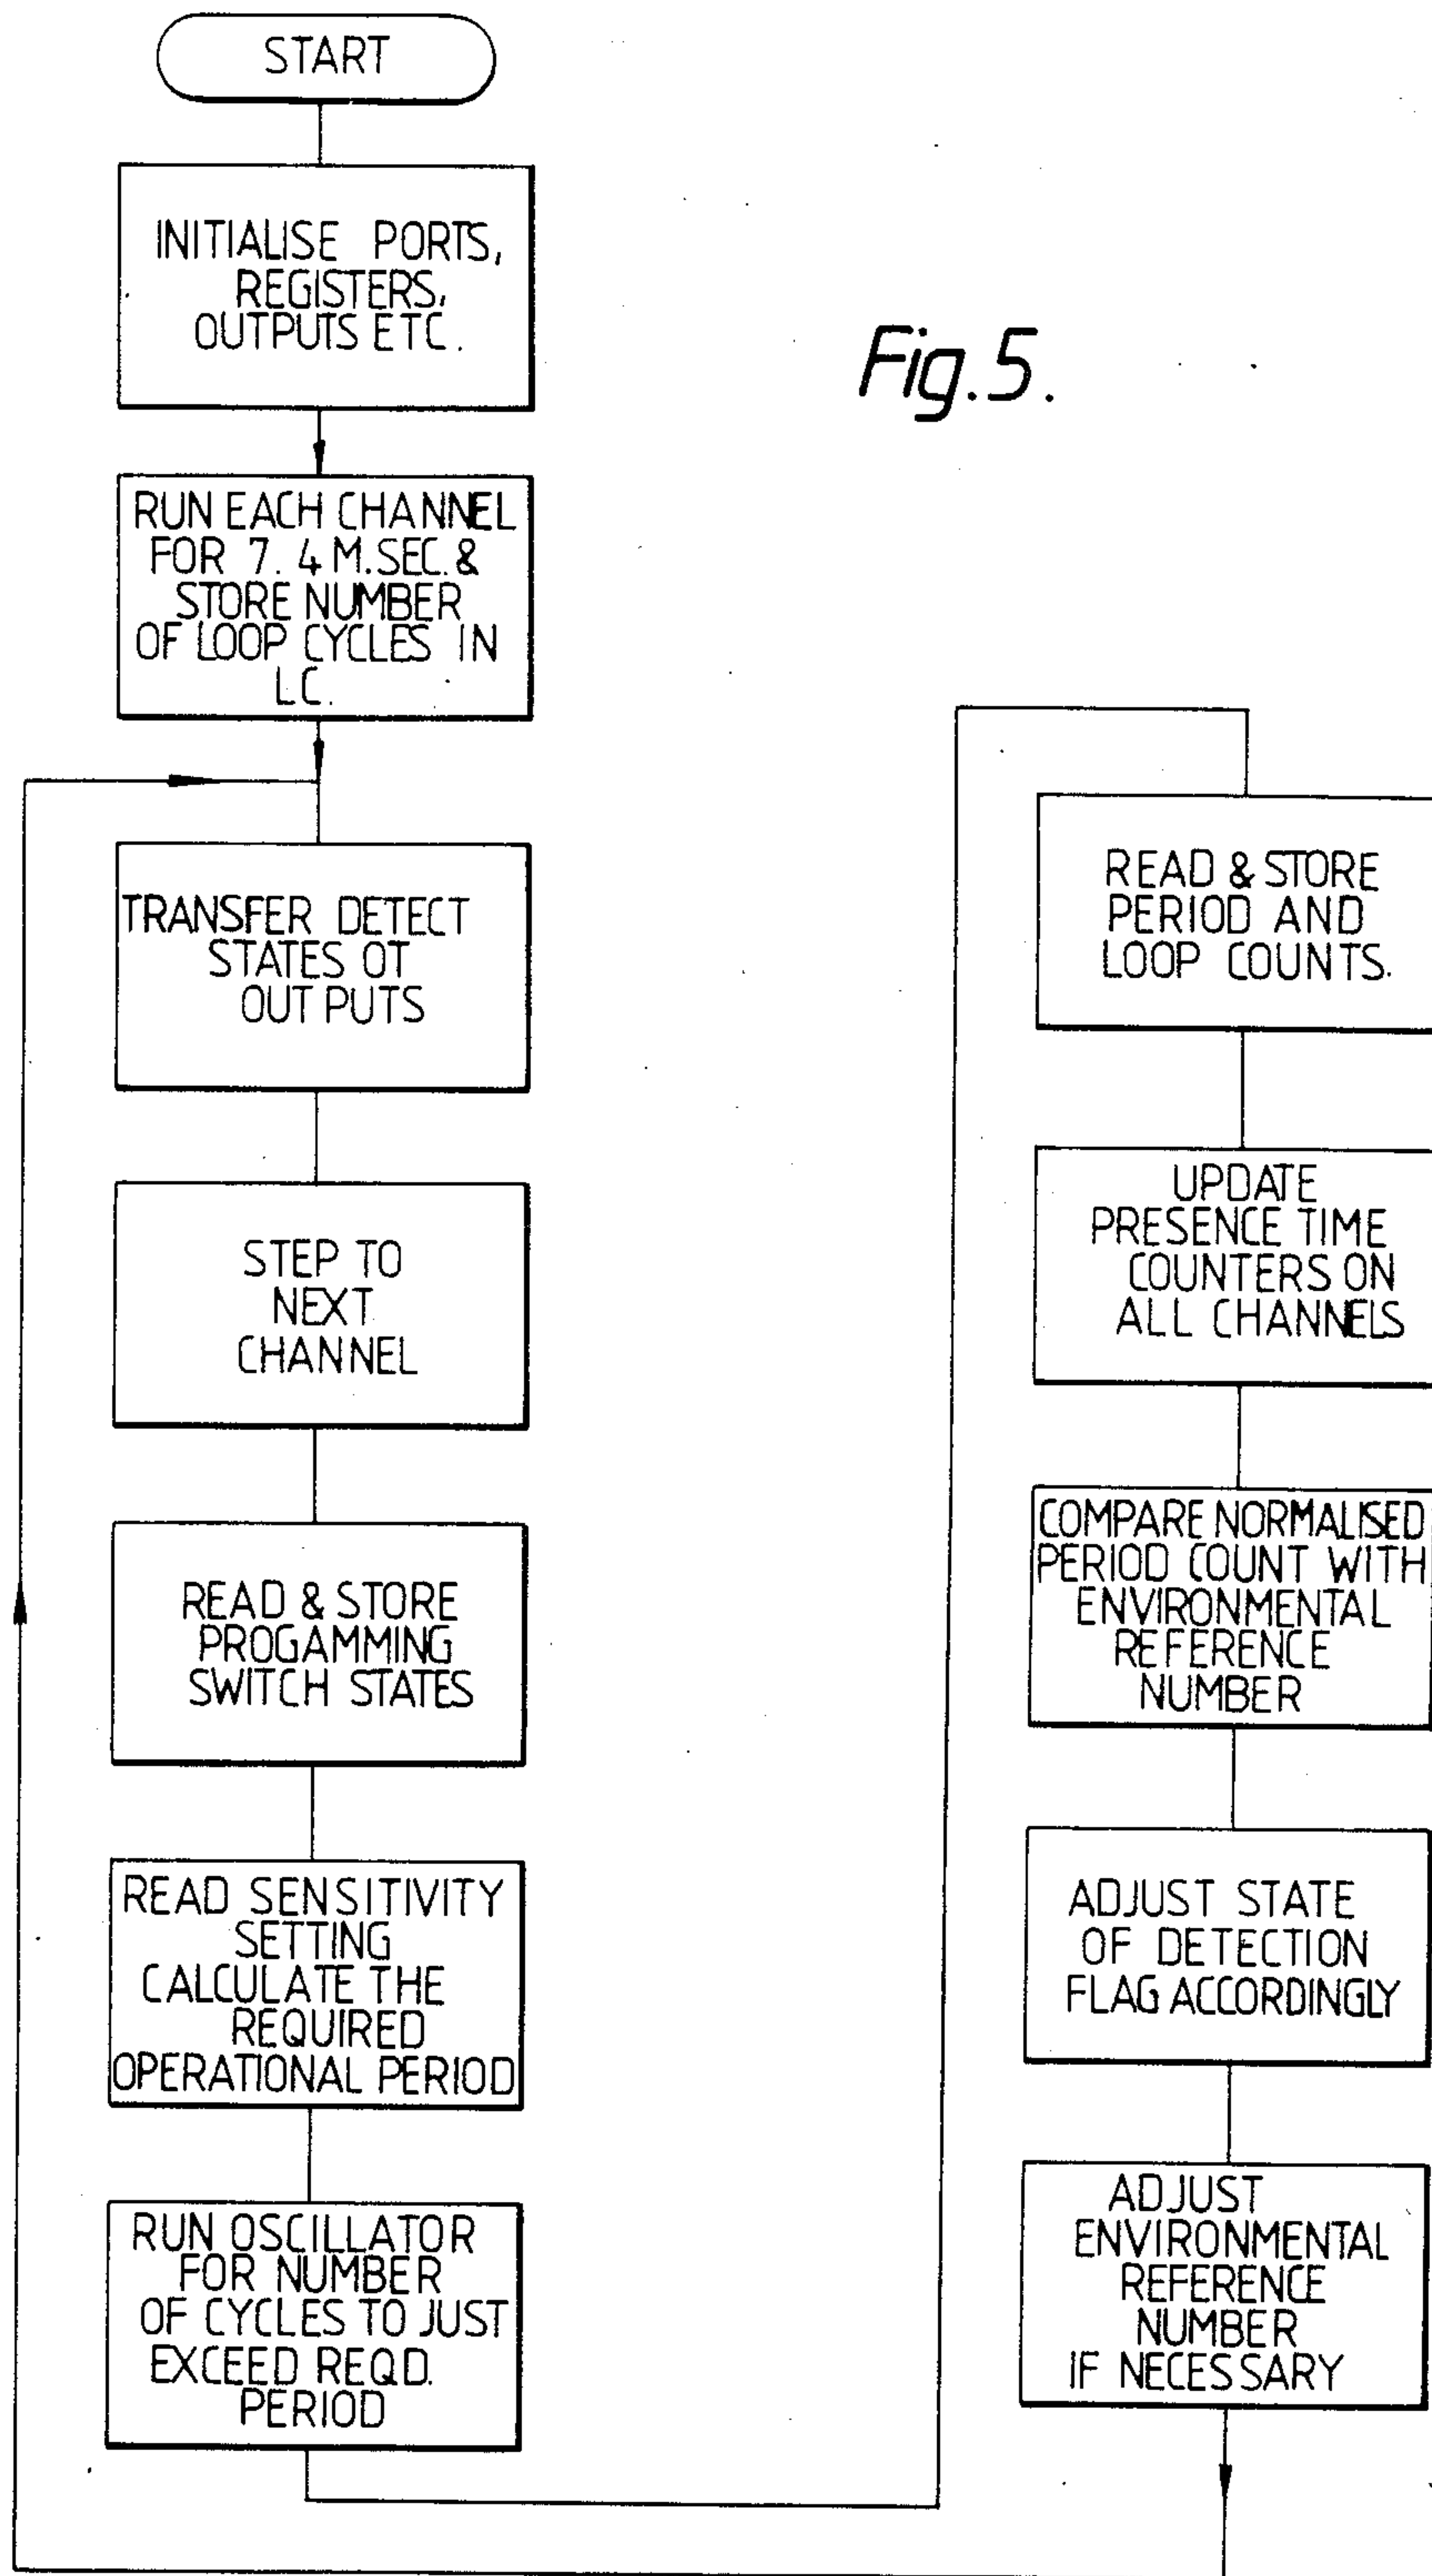 START
INITIALISE PORTS,
REGISTERS,
OUTPUTS ETC.
Fig.5.
RUN EACH CHANNEL
FOR 7. 4 M.SEC. &
STORE NUMBER
OF LOOP CYCLES IN
LC.
TRANSFER DETECT
STATES OT
OUTPUTS
STEP TO
NEXT
CHANNEL
READ & STORE
PROGAMMING
SWITCH STATES
READ SENSITIVITY
SETTING
CALCULATE THE
REQUIRED
OPERATIONAL PERIOD
RUN OSCILLATOR
FOR NUMBER
OF CYCLES TO JUST
EXCEED REQD.
PERIOD
READ & STORE
PERIOD AND
LOOP COUNTS.
UPDATE
PRESENCE TIME
COUNTERS ON
ALL CHANNELS
COMPARE NORMALISED
PERIOD COUNT WITH
ENVIRONMENTAL
REFERENCE
NUMBER
ADJUST STATE
OF DETECTION
FLAG ACCORDINGLY
ADJUST
ENVIRONMENTAL
REFERENCE
NUMBER
IF NECESSARY